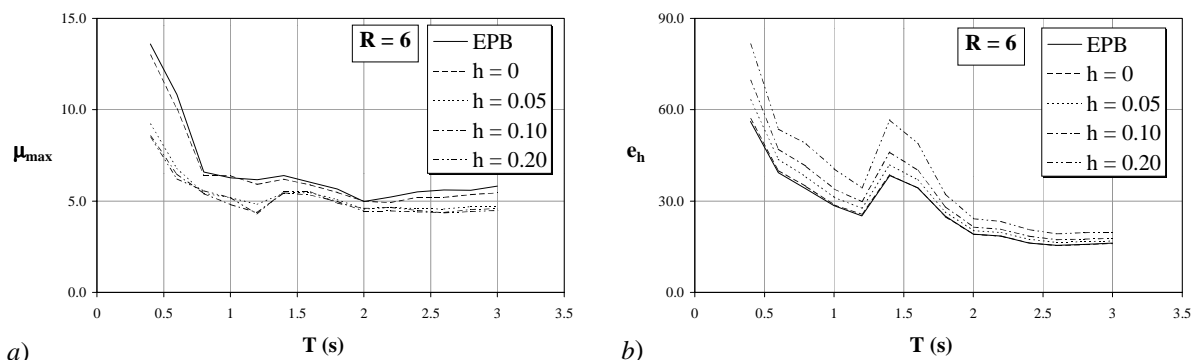 15.0
10.0
μmax
5.0
0.0
0 0.5 1 1.5 2 2.5 3 3.5
T (s)
R = 6
EPB
h = 0
h = 0.05
h = 0.10
h = 0.20
a)
90.0
60.0
eh
30.0
0.0
0 0.5 1 1.5 2 2.5 3 3.5
T (s)
R = 6
EPB
h = 0
h = 0.05
h = 0.10
h = 0.20
b)